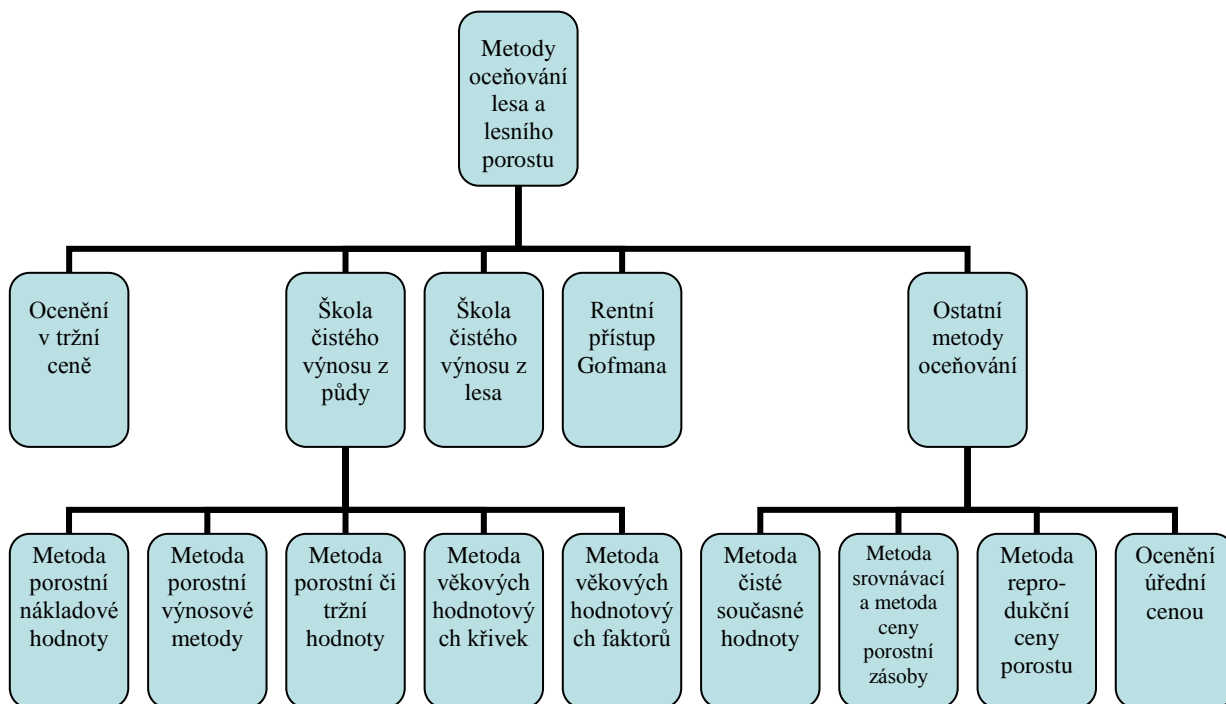 Metody
oceňování
lesa a
lesního
porostu
Ocenění
v tržní
ceně
Škola
čistého
výnosu z
půdy
Škola
čistého
výnosu z
lesa
Rentní
přístup
Gofmana
Ostatní
metody
oceňování
Metoda
porostní
nákladové
hodnoty
Metoda
porostní
výnosové
metody
Metoda
porostní či
tržní
hodnoty
Metoda
věkových
hodnotový
ch křivek
Metoda
věkových
hodnotový
ch faktorů
Metoda
čisté
současné
hodnoty
Metoda
srovnávací
a metoda
ceny
porostní
zásoby
Metoda
repro-
dukční
ceny
porostu
Ocenění
úřední
cenou